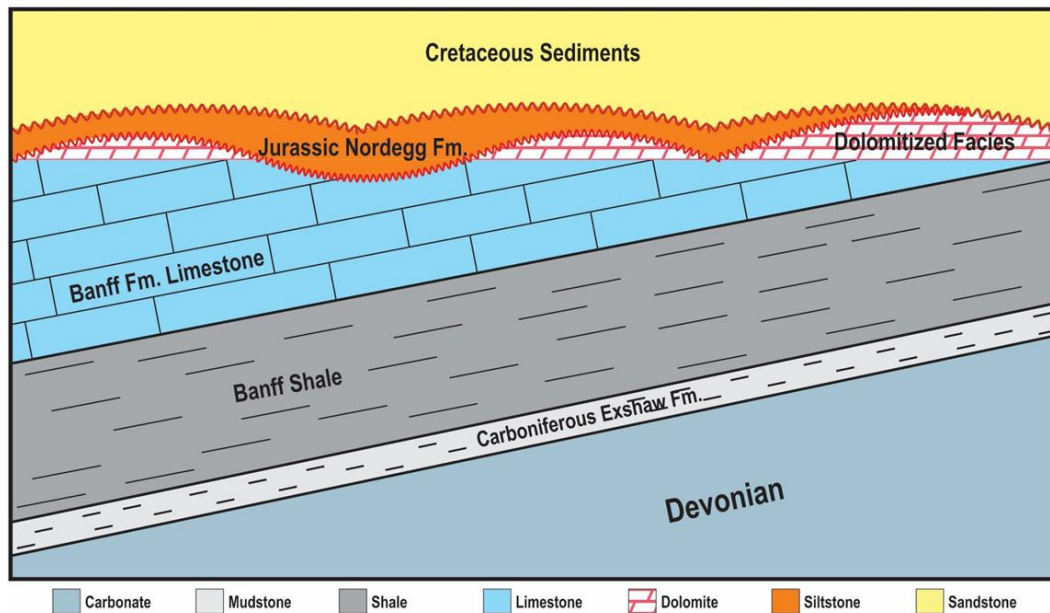 Cretaceous Sediments
Jurassic Nordegg Fm.
Dolomitized Facies
Banff Fm. Limestone
Banff Shale
Carboniferous Exshaw Fm.
Devonian
Carbonate
Mudstone
Shale
Limestone
Dolomite
Siltstone
Sandstone